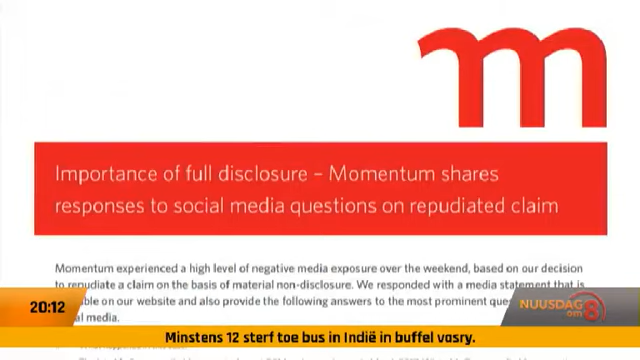 m
Importance of full disclosure – Momentum shares
responses to social media questions on repudiated claim
Momentum experienced a high level of negative media exposure over the weekend, based on our decision
to repudiate a claim on the basis of material non-disclosure. We responded with a media statement that is
on our website and also provide the following answers to the most prominent
media.
20:12
NUUSDAG
om 8
Minstens 12 sterf toe bus in Indië in buffel vasry.